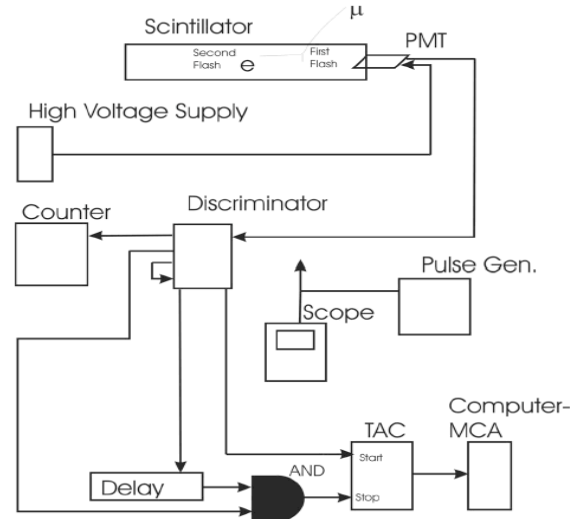 μ
Scintillator
PMT
Second
Flash
e
First
Flash
High Voltage Supply
Counter
Discriminator
Pulse Gen.
Scope
Computer-
MCA
TAC
Start
AND
Delay
Stop